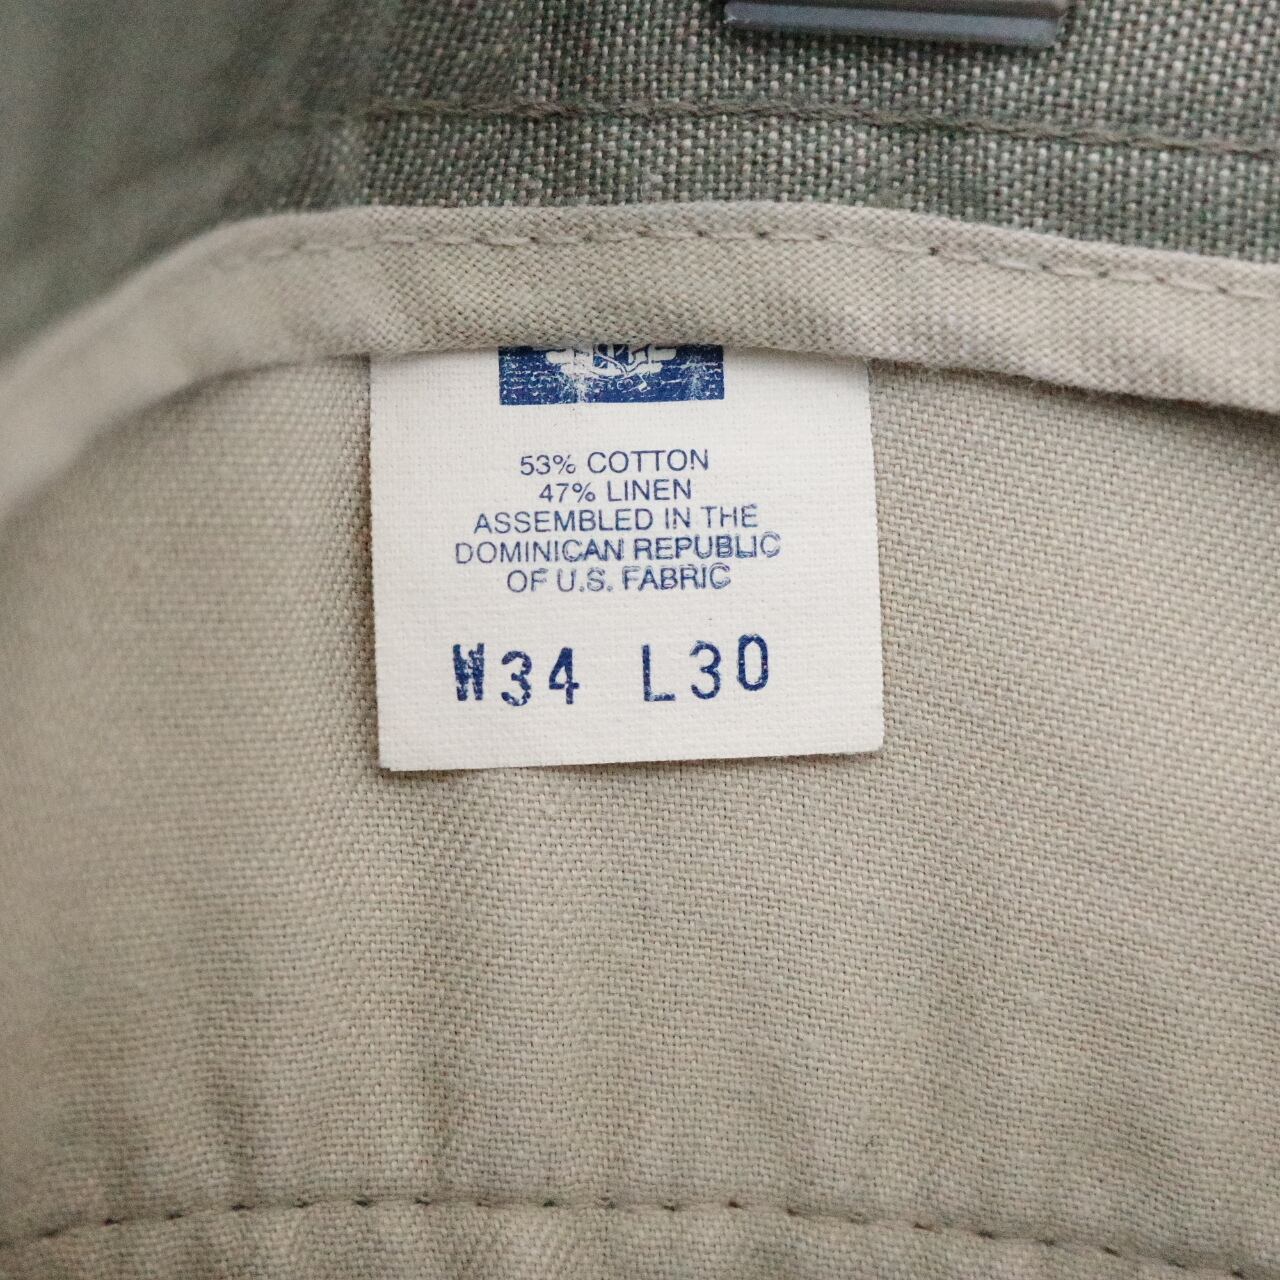 53% COTTON
47% LINEN
ASSEMBLED IN THE
DOMINICAN REPUBLIC
OF U.S. FABRIC
W34 L30